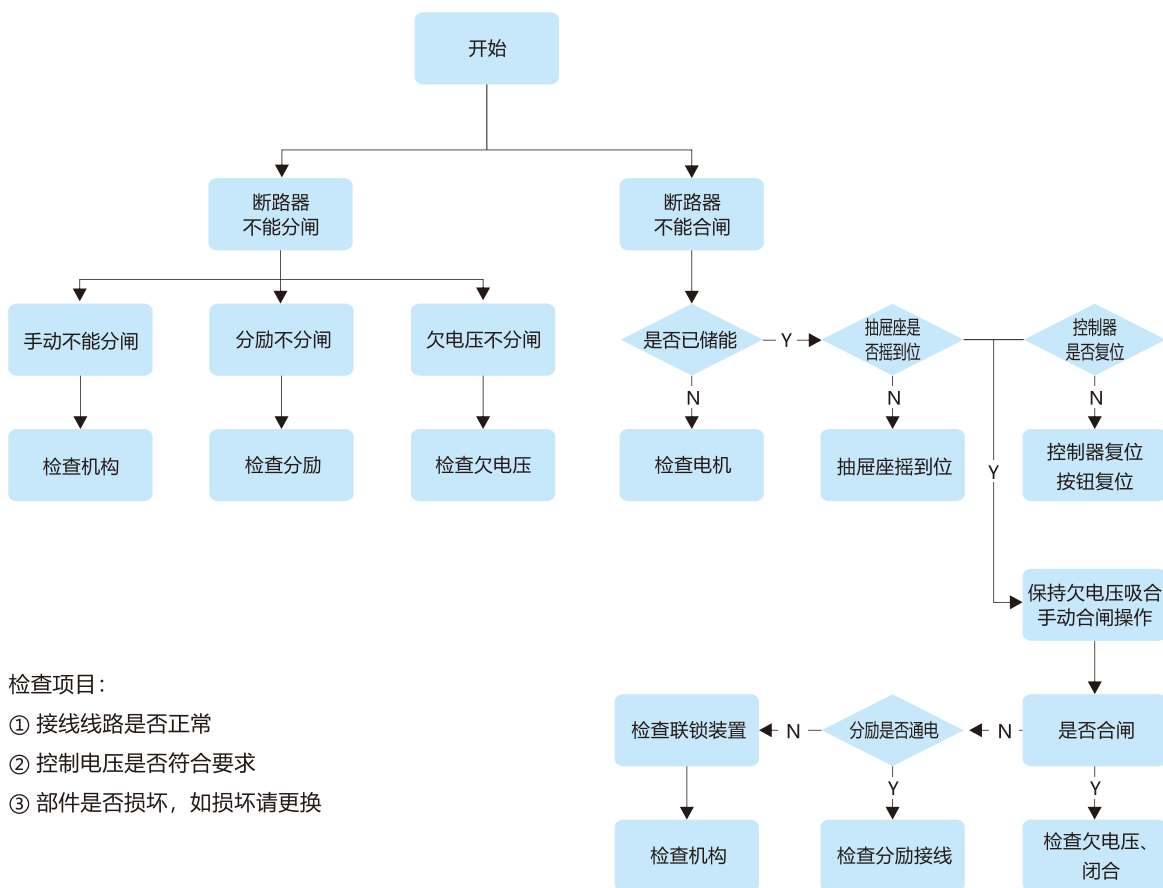 开始
断路器
不能分闸
断路器
不能合闸
手动不能分闸
分励不分闸
欠电压不分闸
是否已储能
Y
抽屉座是
否摇到位
控制器
是否复位
N
N
N
检查机构
检查分励
检查欠电压
检查电机
抽屉座摇到位
Y
控制器复位
按钮复位
保持欠电压吸合
手动合闸操作
检查项目：
① 接线线路是否正常
② 控制电压是否符合要求
③ 部件是否损坏，如损坏请更换
检查联锁装置
N
分励是否通电
N
是否合闸
Y
Y
检查机构
检查分励接线
检查欠电压、
闭合